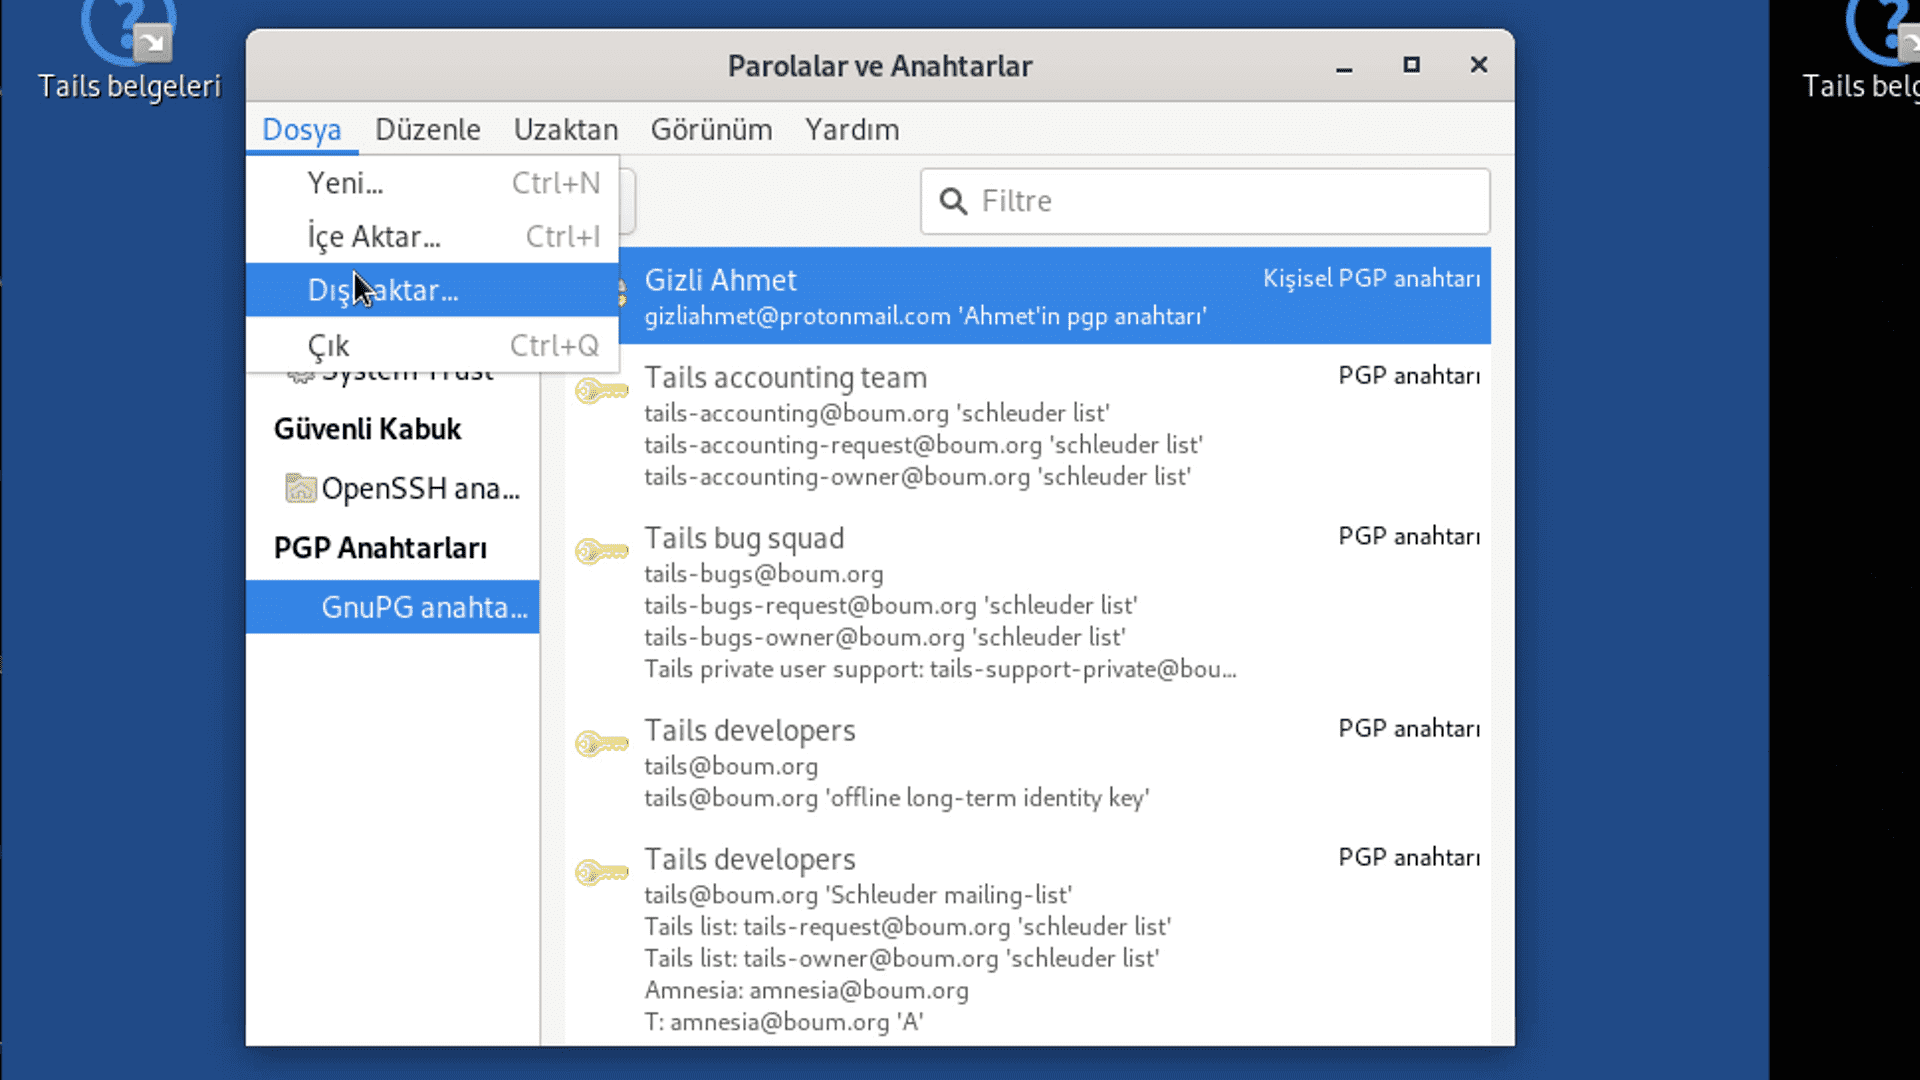 Tails belgeleri
Parolalar ve Anahtarlar
Dosya Düzenle Uzaktan Görünüm Yardım
Yeni... Ctrl+N
İçe Aktar... Ctrl+I
aktar...
Çık Ctrl+Q
Filtre
System Trust
Güvenli Kabuk
OpenSSH ana...
PGP Anahtarları
GnuPG anahta...
Gizli Ahmet Kişisel PGP anahtarı
gizliahmet@protonmail.com 'Ahmet'in pgp anahtarı'
Tails accounting team PGP anahtarı
tails-accounting@boum.org 'schleuder list'
tails-accounting-request@boum.org 'schleuder list'
tails-accounting-owner@boum.org 'schleuder list'
Tails bug squad PGP anahtarı
tails-bugs@boum.org
tails-bugs-request@boum.org 'schleuder list'
tails-bugs-owner@boum.org 'schleuder list'
Tails private user support: tails-support-private@bou...
Tails developers PGP anahtarı
tails@boum.org
tails@boum.org 'offline long-term identity key'
Tails developers PGP anahtarı
tails@boum.org 'Schleuder mailing-list'
Tails list: tails-request@boum.org 'schleuder list'
Tails list: tails-owner@boum.org 'schleuder list'
Amnesia: amnesia@boum.org
T: amnesia@boum.org 'A'
Tails belg